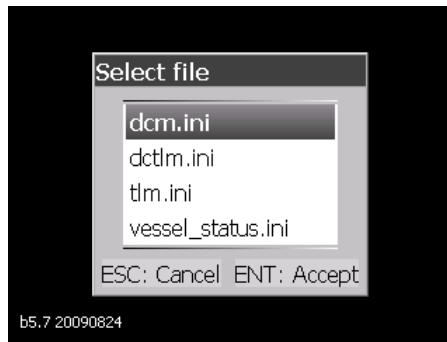 Select file
dcm.ini
dctlm.ini
tlm.ini
vessel_status.ini
ESC: Cancel ENT: Accept
b5.7 20090824